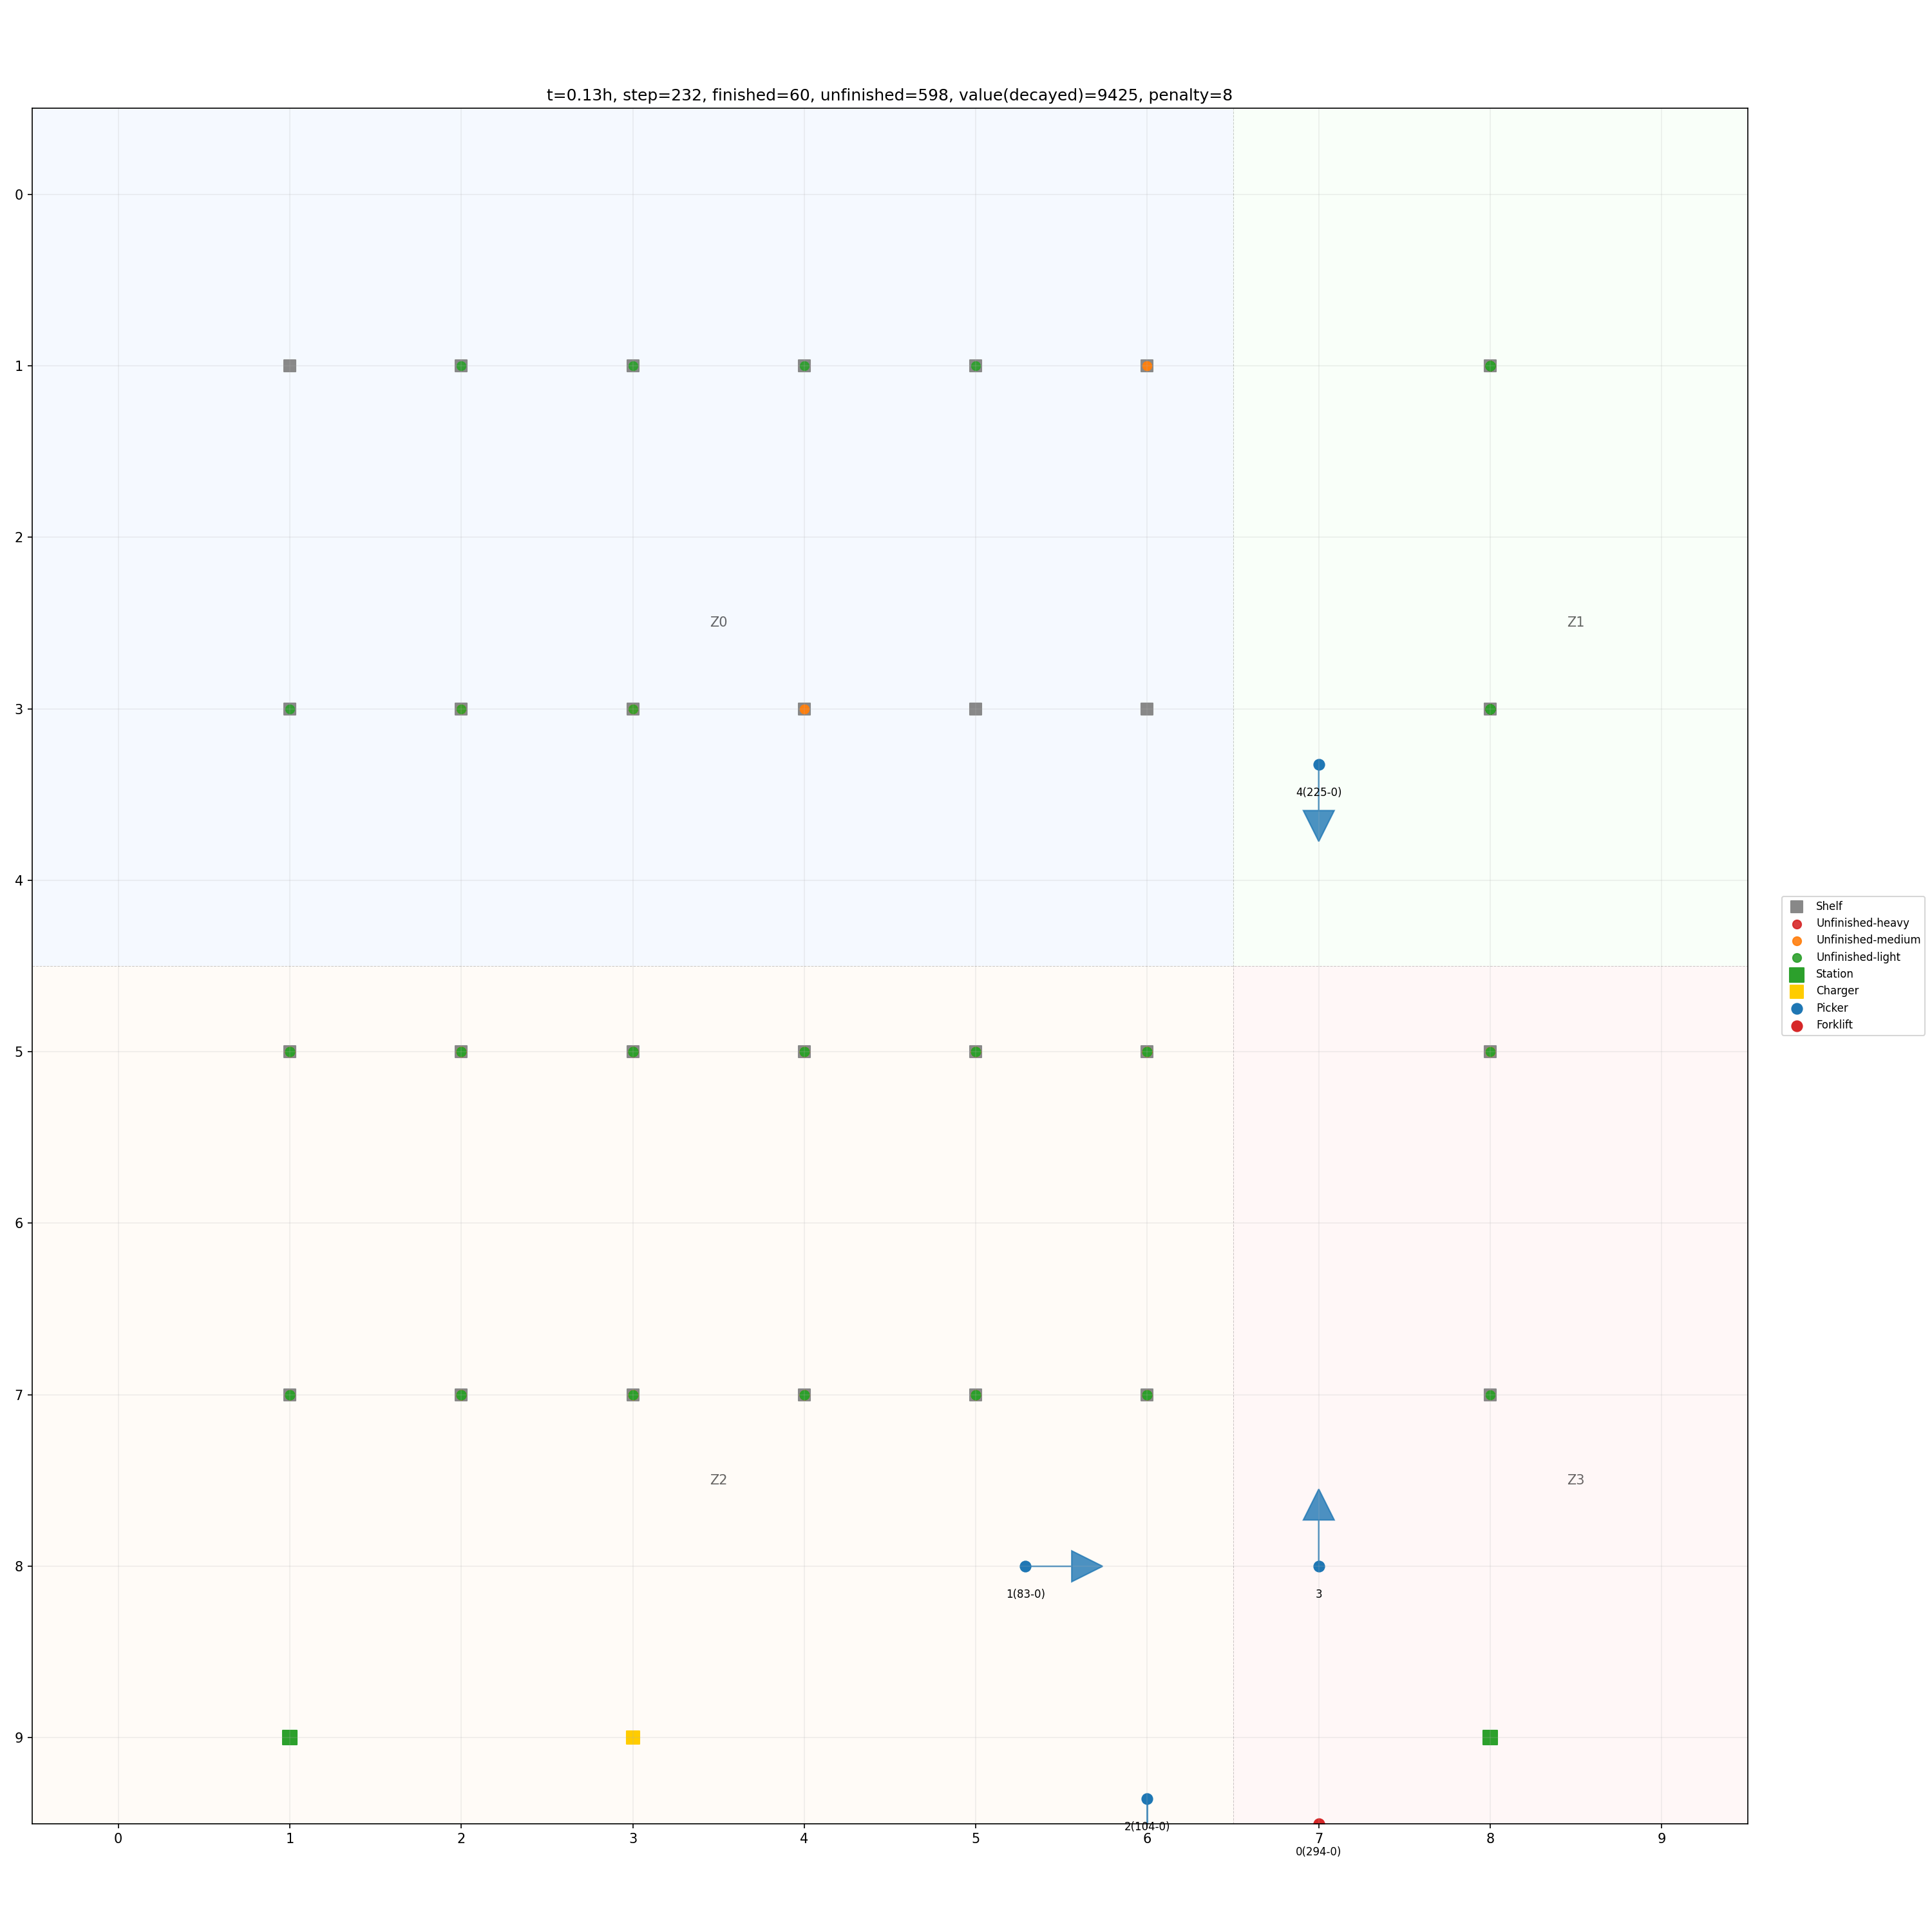 t=0.13h, step=232, finished=60, unfinished=598, value(decayed)=9425, penalty=8
0
1
2
Z0
Z1
3
4(225-0)
4
Shelf
Unfinished-heavy
Unfinished-medium
Unfinished-light
Station
Charger
Picker
Forklift
5
6
7
Z2
Z3
8
1(83-0)
3
9
2(104-0)
0 1 2 3 4 5 6 7 8 9
0(294-0)